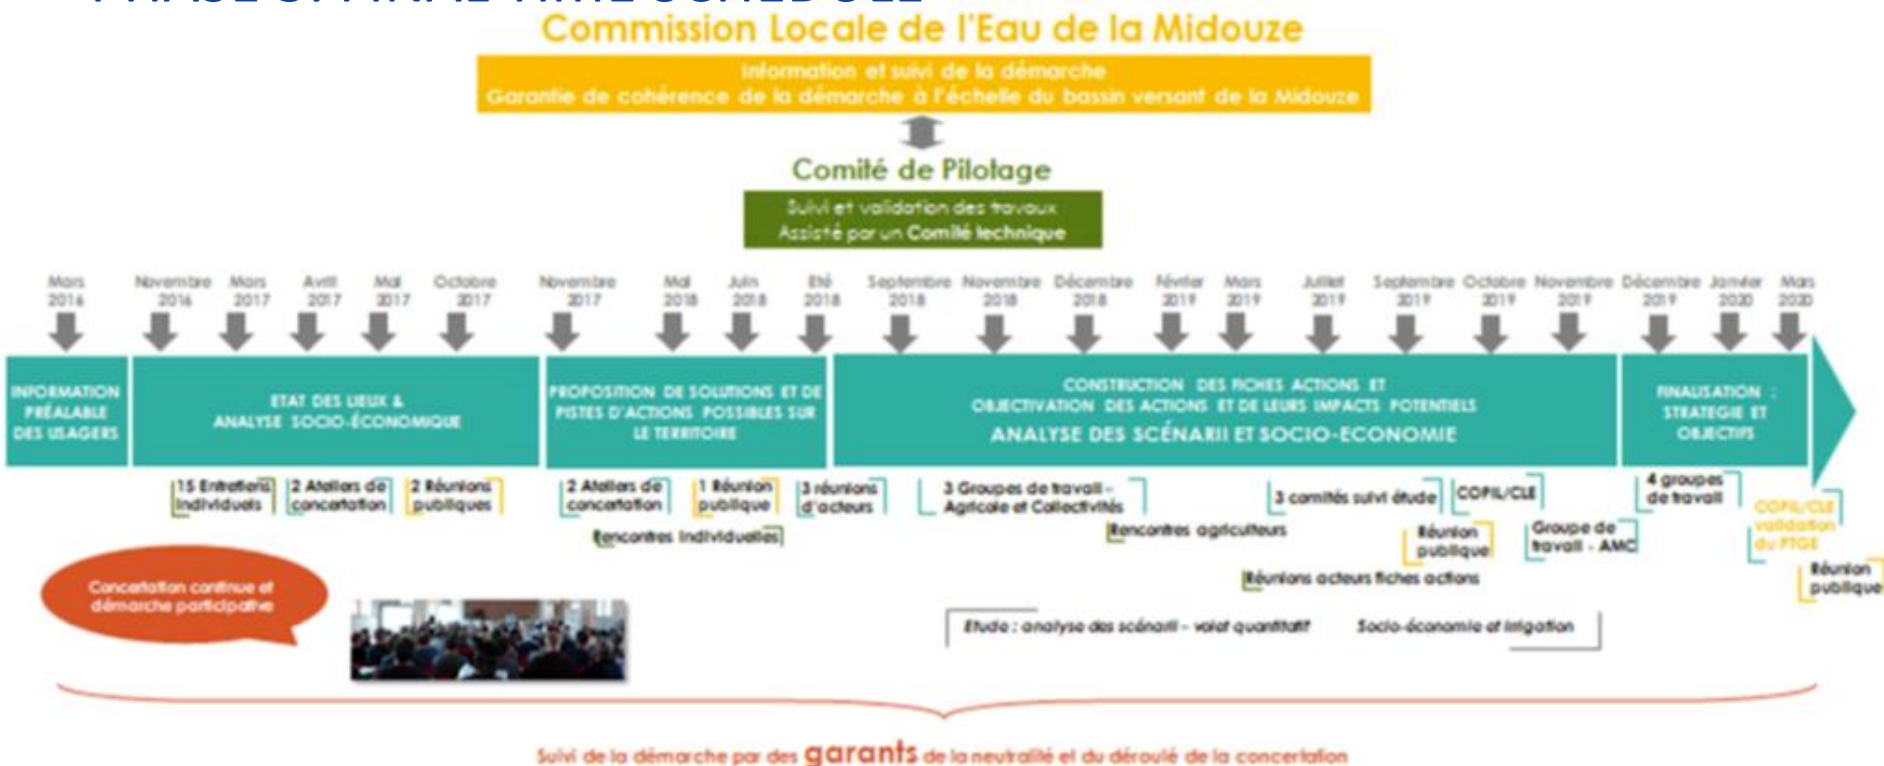 Commission Locale de l'Eau de la Midouze
Information et suivi de la démarche
Garantie de cohérence de la démarche à l'échelle du bassin versant de la Midouze
Comité de Pilotage
Suivi et validation des travaux
Assisté par un Comité technique
Mars 2016
Novembre 2016
Mars 2017
Avril 2017
Mai 2017
Octobre 2017
Novembre 2017
Mai 2018
Juin 2018
Eté 2018
Septembre 2018
Novembre 2018
Décembre 2018
Février 2019
Mars 2019
Juillet 2019
Septembre 2019
Octobre 2019
Novembre 2019
Décembre 2019
Janvier 2020
Mars 2020
INFORMATION
PRÉALABLE
DES USAGERS
ETAT DES LIEUX &
ANALYSE SOCIO-ÉCONOMIQUE
PROPOSITION DE SOLUTIONS ET DE
PISTES D'ACTIONS POSSIBLES SUR
LE TERRITOIRE
CONSTRUCTION DES FICHES ACTIONS ET
OBJECTIVATION DES ACTIONS ET DE LEURS IMPACTS POTENTIELS
ANALYSE DES SCÉNARII ET SOCIO-ECONOMIE
FINALISATION :
STRATEGIE ET
OBJECTIFS
15 Entretiens
Individuels
2 Ateliers de
concertation
2 Réunions
publiques
2 Ateliers de
concertation
1 Réunion
publique
3 réunions
d'acteurs
Rencontres Individuelles
3 Groupes de travail –
Agricole et Collectivités
Rencontres agriculteurs
3 comités suivi étude
COPIL/CLE
Réunion
publique
Groupe de
travail - AMC
Réunions acteurs fiches actions
4 groupes
de travail
COPIL/CLE
validation
du PTGE
Réunion
publique
Concertation continue et
démarche participative
Etude : analyse des scénarii – volet quantitatif
Socio-économie et irrigation
Suivi de la démarche par des garants de la neutralité et du déroulé de la concertation